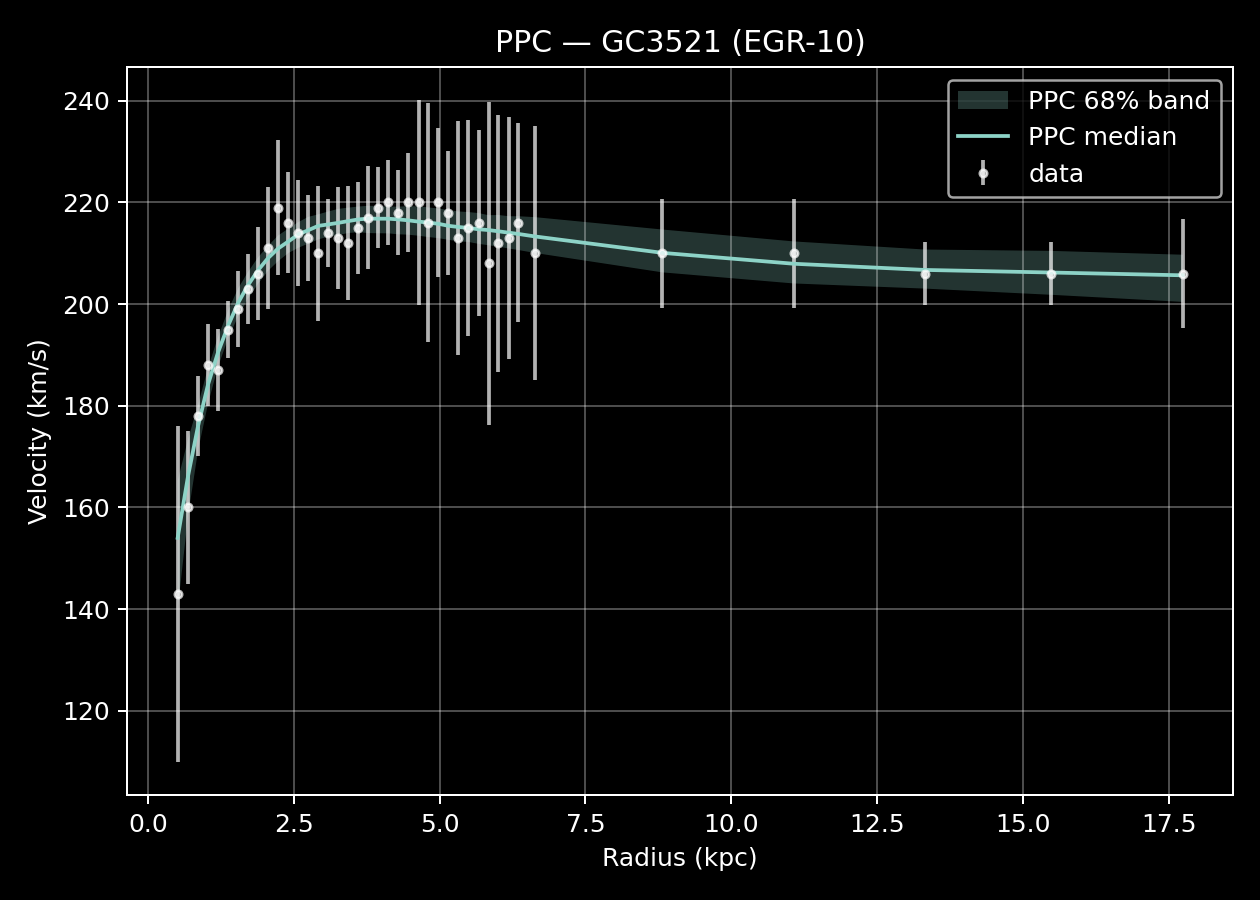 PPC — GC3521 (EGR-10)
PPC 68% band
PPC median
data
Velocity (km/s)
240
220
200
180
160
140
120
0.0 2.5 5.0 7.5 10.0 12.5 15.0 17.5
Radius (kpc)